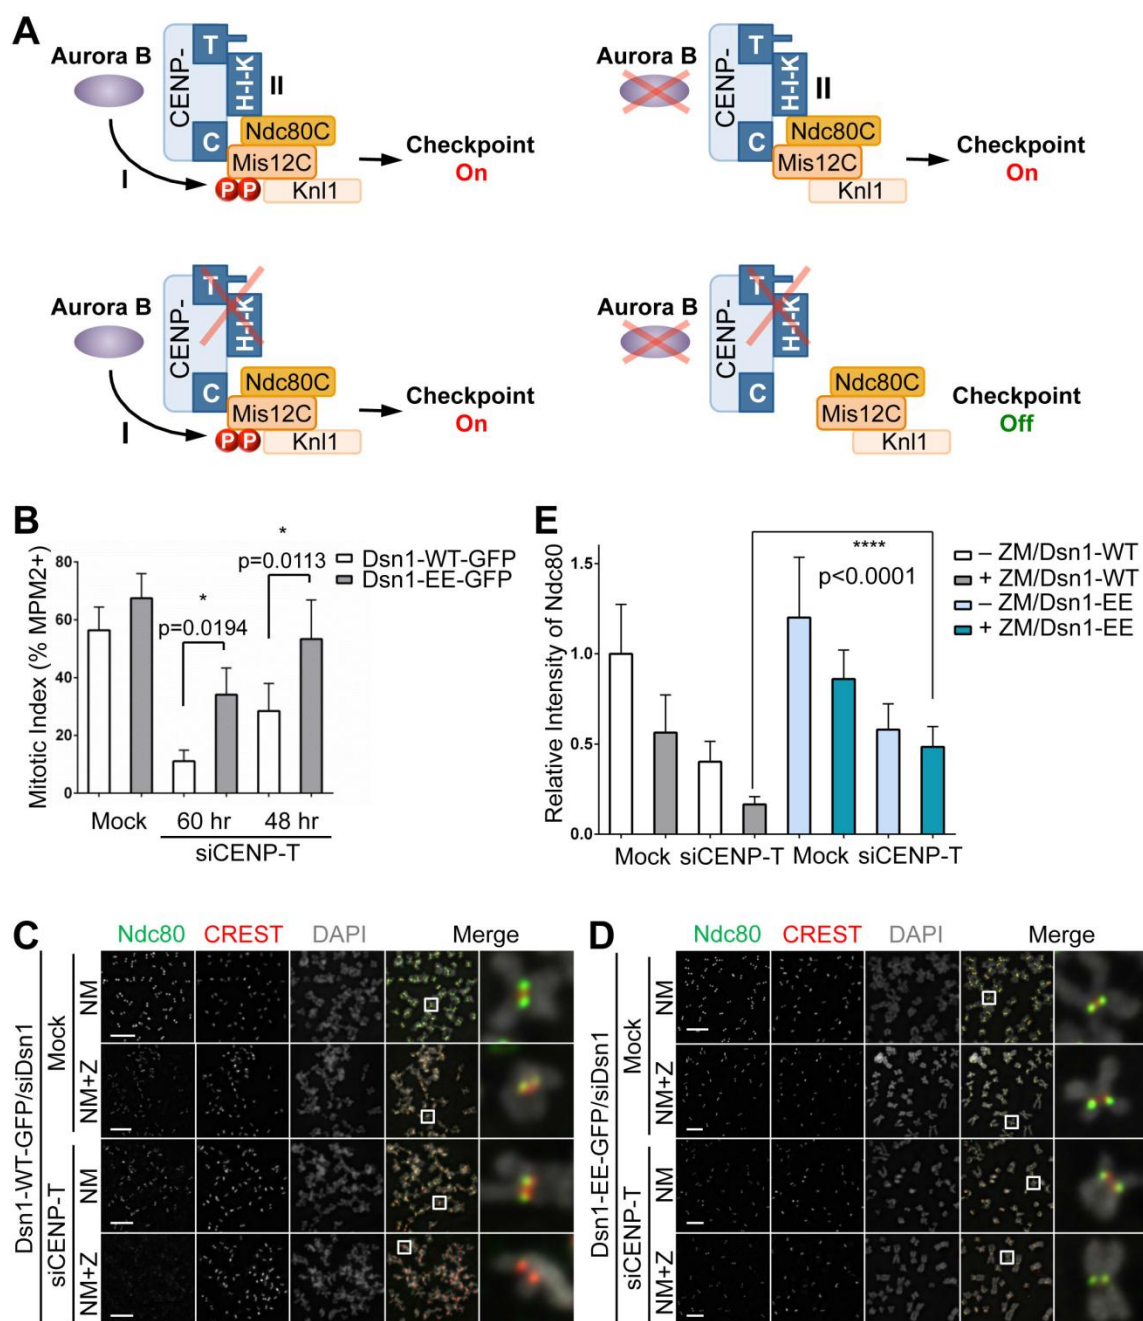 A
Aurora B
CENP-
T
H-I-K
II
C
Ndc80C
Mis12C
P P
Knl1
I
Checkpoint
On
Aurora B
CENP-
T
H-I-K
II
C
Ndc80C
Mis12C
Knl1
Checkpoint
On
Aurora B
CENP-
T
H-I-K
C
Ndc80C
Mis12C
P P
Knl1
I
Checkpoint
On
Aurora B
CENP-
T
H-I-K
C
Ndc80C
Mis12C
Knl1
Checkpoint
Off
B
Mitotic Index (% MPM2+)
80
60
40
20
0
*
p=0.0194
*
p=0.0113
Dsn1-WT-GFP
Dsn1-EE-GFP
Mock 60 hr 48 hr
siCENP-T
E
Relative Intensity of Ndc80
1.5
1.0
0.5
0.0
****
p<0.0001
– ZM/Dsn1-WT
+ ZM/Dsn1-WT
– ZM/Dsn1-EE
+ ZM/Dsn1-EE
Mock siCENP-T Mock siCENP-T
C
Ndc80 CREST DAPI Merge
Dsn1-WT-GFP/siDsn1
Mock
NM
NM+Z
siCENP-T
NM
NM+Z
D
Ndc80 CREST DAPI Merge
Dsn1-EE-GFP/siDsn1
Mock
NM
NM+Z
siCENP-T
NM
NM+Z